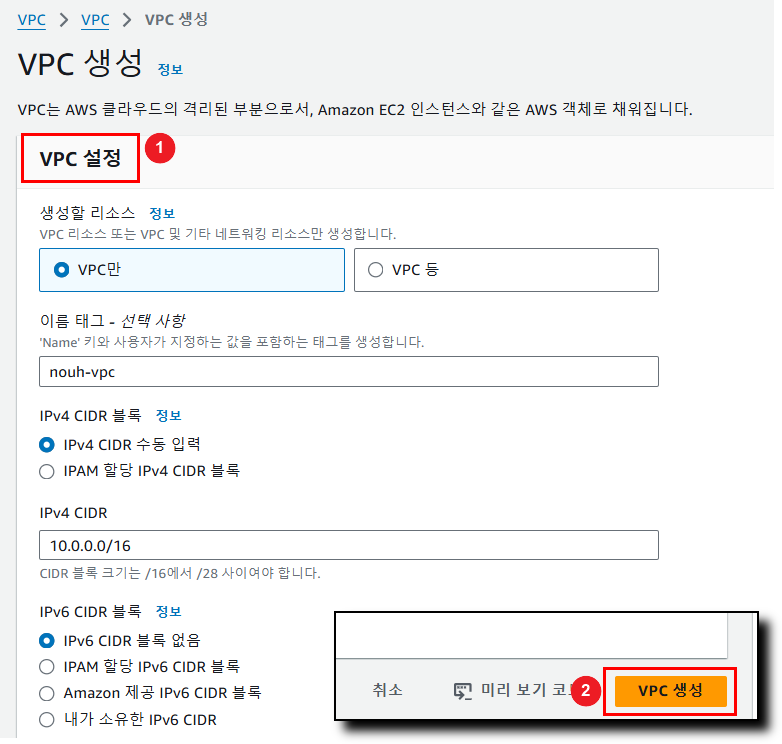 VPC > VPC > VPC 생성
VPC 생성 정보
VPC는 AWS 클라우드의 격리된 부분으로서, Amazon EC2 인스턴스와 같은 AWS 객체로 채워집니다.
VPC 설정 1
생성할 리소스 정보
VPC 리소스 또는 VPC 및 기타 네트워킹 리소스만 생성합니다.
VPC만 VPC 등
이름 태그 - 선택 사항
'Name' 키와 사용자가 지정하는 값을 포함하는 태그를 생성합니다.
nouh-vpc
IPv4 CIDR 블록 정보
IPv4 CIDR 수동 입력
IPAM 할당 IPv4 CIDR 블록
IPv4 CIDR
10.0.0.0/16
CIDR 블록 크기는 /16에서 /28 사이여야 합니다.
IPv6 CIDR 블록 정보
IPv6 CIDR 블록 없음
IPAM 할당 IPv6 CIDR 블록
Amazon 제공 IPv6 CIDR 블록
내가 소유한 IPv6 CIDR
취소 미리 보기 2 VPC 생성